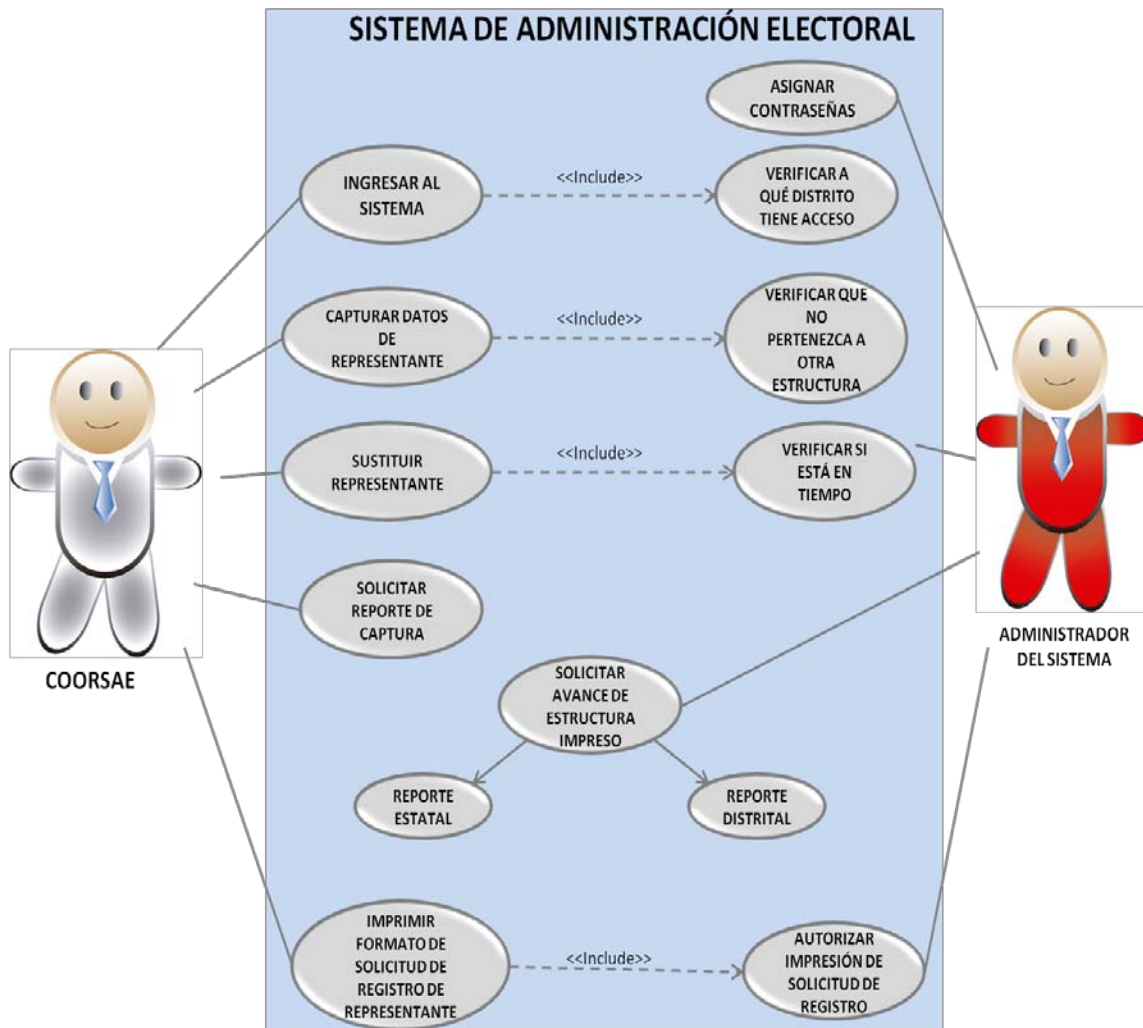 SISTEMA DE ADMINISTRACIÓN ELECTORAL
ASIGNAR
CONTRASEÑAS
INGRESAR AL
SISTEMA
<<Include>>
VERIFICAR A
QUÉ DISTRITO
TIENE ACCESO
CAPTURAR DATOS
DE
REPRESENTANTE
<<Include>>
VERIFICAR QUE
NO
PERTENEZCA A
OTRA
ESTRUCTURA
SUSTITUIR
REPRESENTANTE
<<Include>>
VERIFICAR SI
ESTÁ EN
TIEMPO
SOLICITAR
REPORTE DE
CAPTURA
COORSAE
ADMINISTRADOR
DEL SISTEMA
SOLICITAR
AVANCE DE
ESTRUCTURA
IMPRESO
REPORTE
ESTATAL
REPORTE
DISTRITAL
IMPRIMIR
FORMATO DE
SOLICITUD DE
REGISTRO DE
REPRESENTANTE
<<Include>>
AUTORIZAR
IMPRESIÓN DE
SOLICITUD DE
REGISTRO